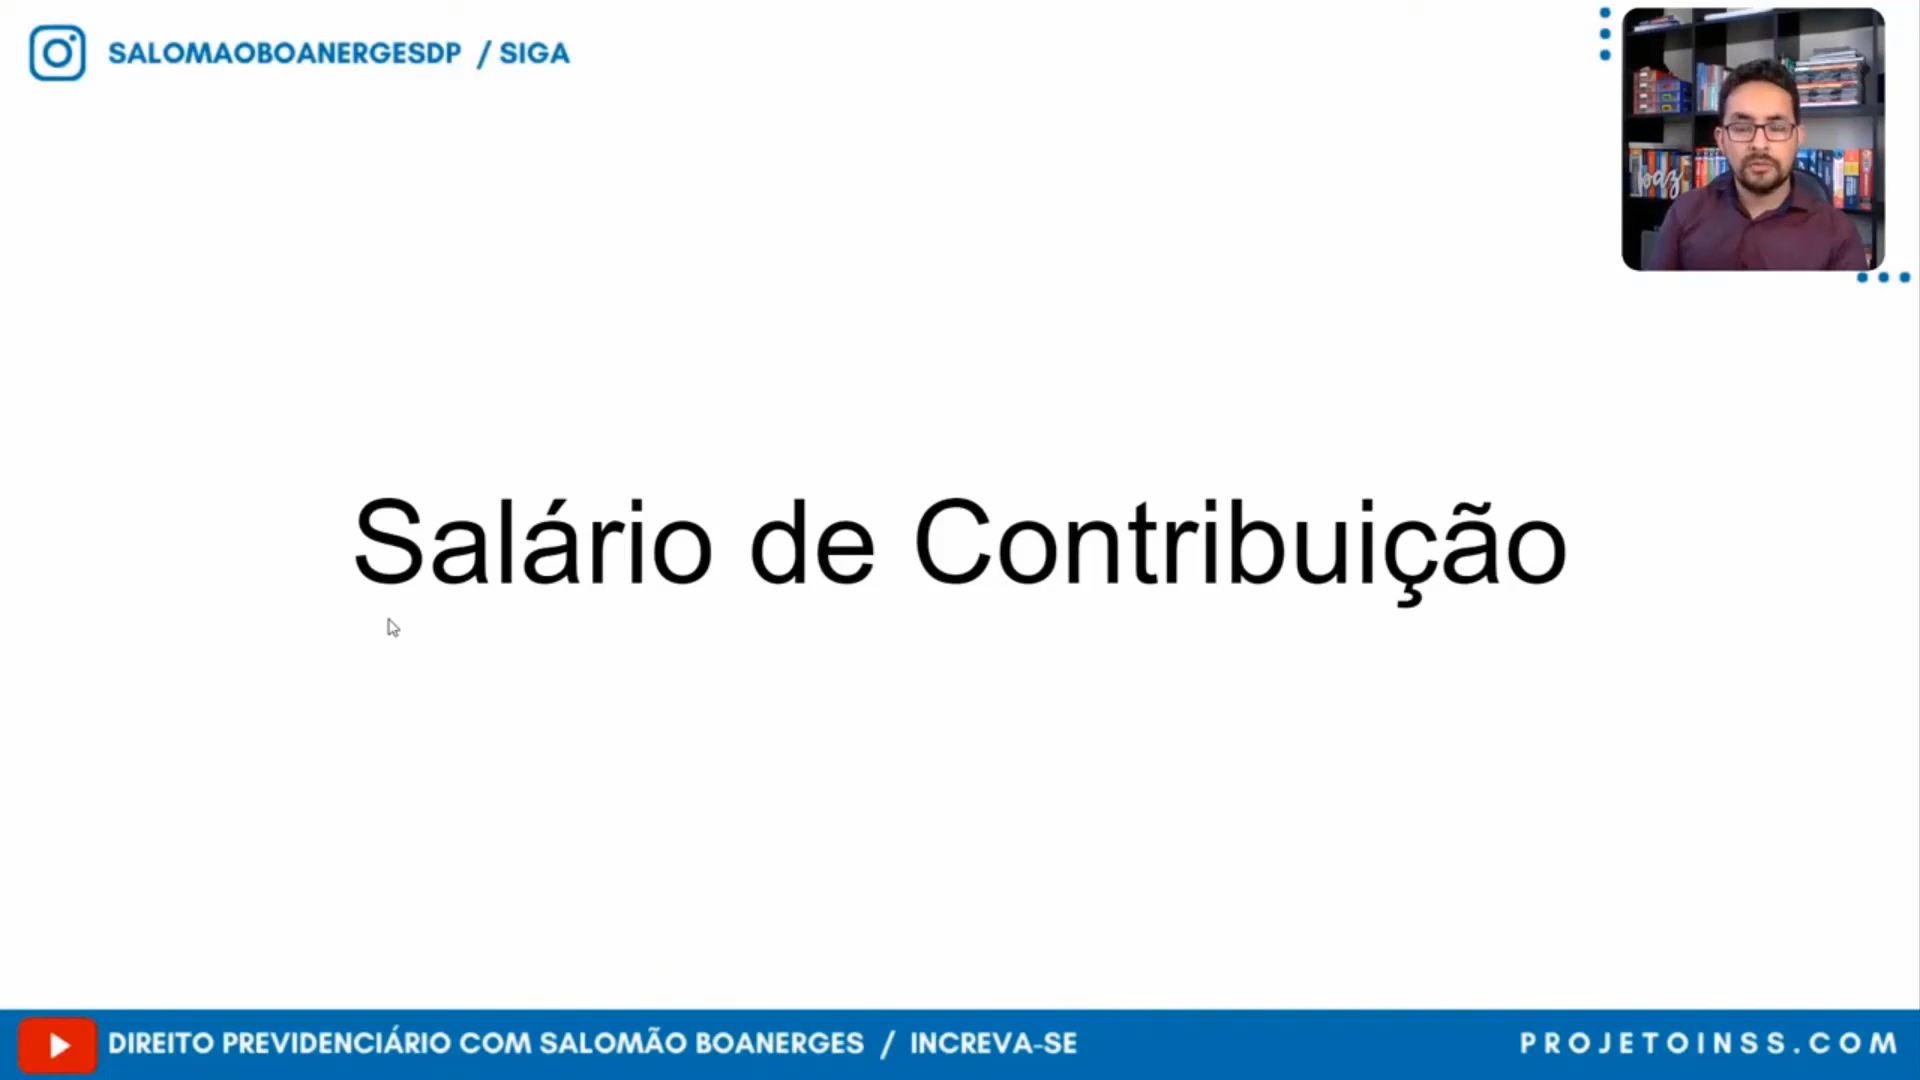 SALOMAOBOANERGESDP / SIGA
Salário de Contribuição
DIREITO PREVIDENCIÁRIO COM SALOMÃO BOANERGES / INCREVA-SE
PROJETOINSS.COM